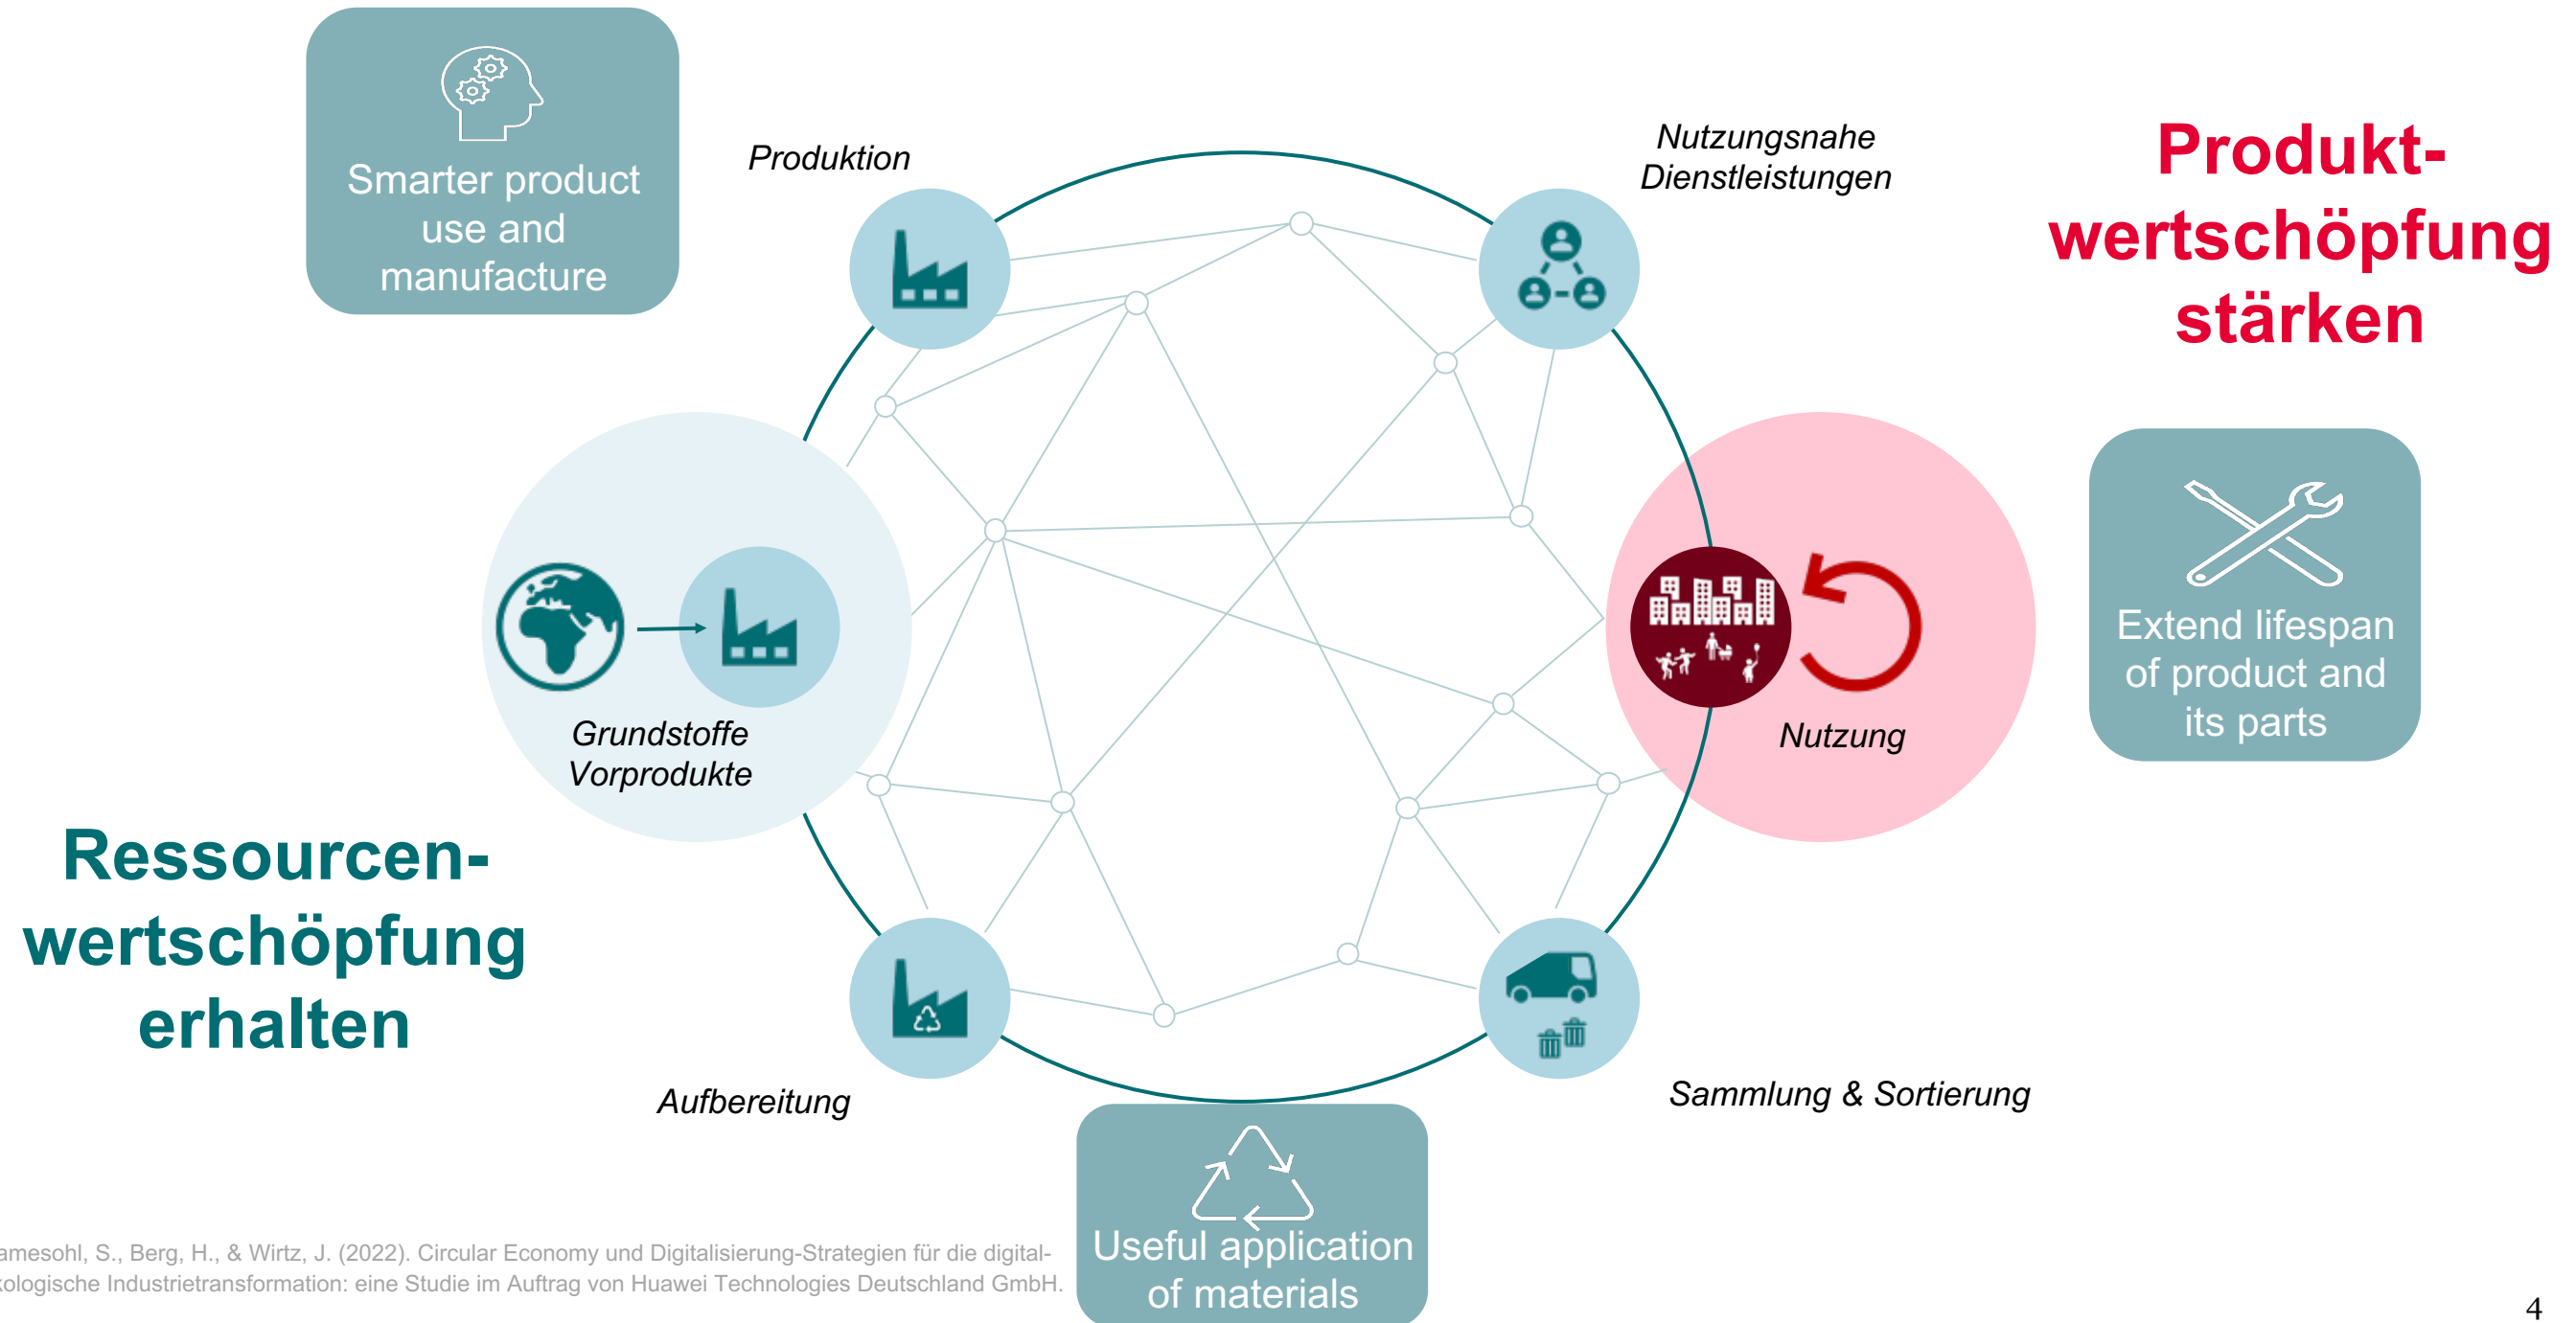 Smarter product
use and
manufacture
Produktion
Nutzungsnahe
Dienstleistungen
Produkt-
wertschöpfung
stärken
Extend lifespan
of product and
its parts
Grundstoffe
Vorprodukte
Nutzung
Ressourcen-
wertschöpfung
erhalten
Aufbereitung
Sammlung & Sortierung
Useful application
of materials
S., Berg, H., & Wirtz, J. (2022). Circular Economy und Digitalisierung-Strategien für die digital-
Industrietransformation: eine Studie im Auftrag von Huawei Technologies Deutschland GmbH.
4